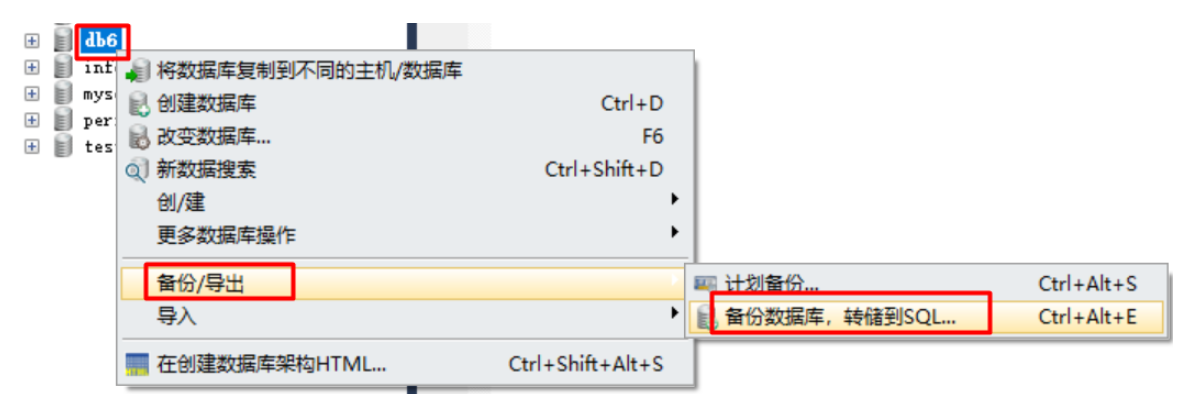 db6
将数据库复制到不同的主机/数据库
创建数据库 Ctrl+D
改变数据库... F6
新数据搜索 Ctrl+Shift+D
创/建
更多数据库操作
备份/导出
计划备份... Ctrl+Alt+S
备份数据库，转储到SQL... Ctrl+Alt+E
导入
在创建数据库架构HTML... Ctrl+Shift+Alt+S